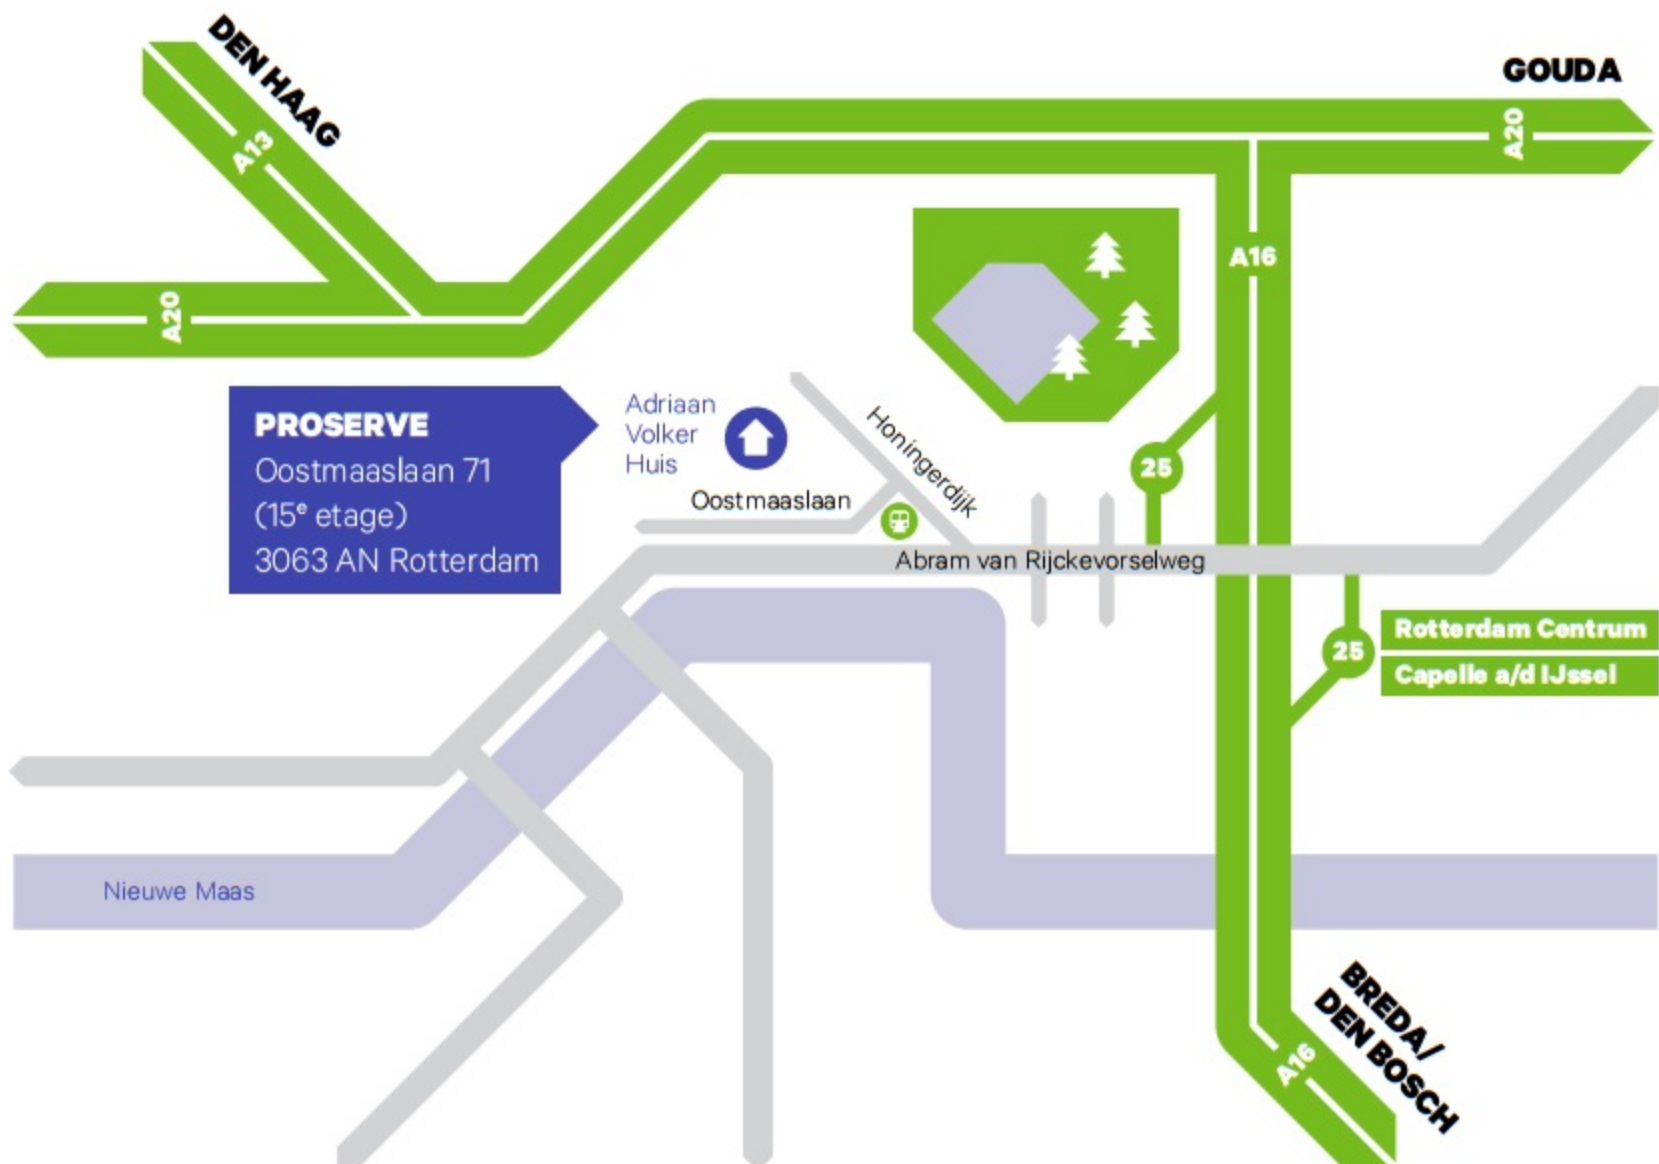 DEN HAAG
GOUDA
A13
A20
A20
A16
PROSERVE
Oostmaaslaan 71
(15e etage)
3063 AN Rotterdam
Adriaan
Volker
Huis
Honingerdijk
25
Oostmaaslaan
Abram van Rijckevorselweg
Rotterdam Centrum
25
Capelle a/d IJssel
Nieuwe Maas
BREDA/
DEN BOSCH
A16